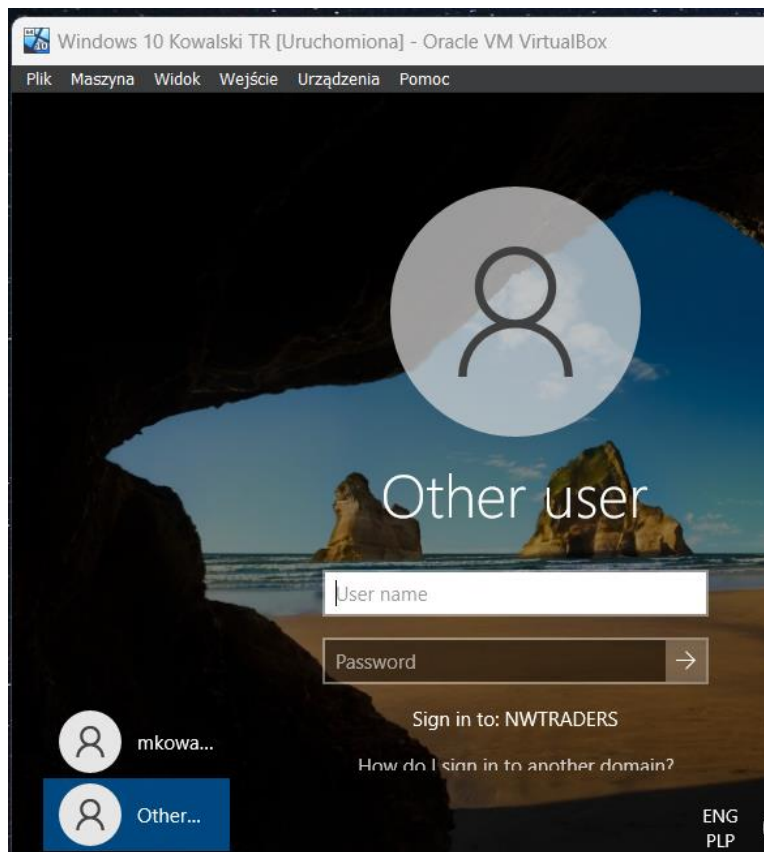 Windows 10 Kowalski TR [Uruchomiona] - Oracle VM VirtualBox
Plik Maszyna Widok Wejście Urządzenia Pomoc
Other user
User name
Password
Sign in to: NWTRADERS
How do I sign in to another domain?
mkowa...
Other...
ENG
PLP